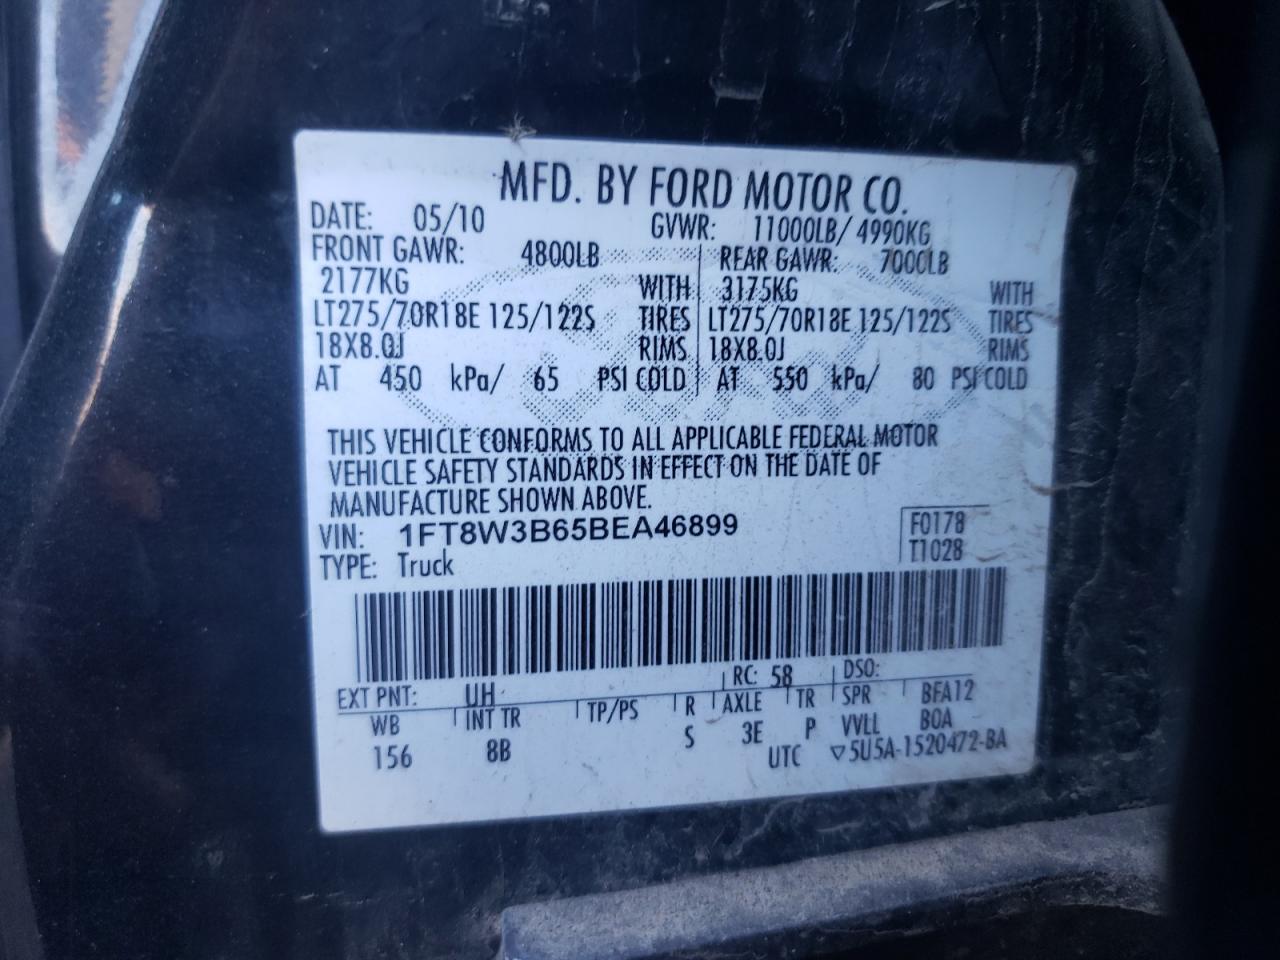 MFD. BY FORD MOTOR CO.
DATE: 05/10 GVWR: 11000LB/ 4990KG
FRONT GAWR: 4800LB REAR GAWR: 7000LB
2177KG WITH 3175KG WITH
LT275/70R18E 125/122S TIRES LT275/70R18E 125/122S TIRES
18X8.0J RIMS 18X8.0J RIMS
AT 450 kPa/ 65 PSI COLD AT 550 kPa/ 80 PSI COLD
THIS VEHICLE CONFORMS TO ALL APPLICABLE FEDERAL MOTOR
VEHICLE SAFETY STANDARDS IN EFFECT ON THE DATE OF
MANUFACTURE SHOWN ABOVE.
VIN: 1FT8W3B65BEA46899 F0178
TYPE: Truck T1028
EXT PNT: UH RC: 58 DSO:
WB INT TR TP/PS R AXLE TR SPR BFA12
156 8B S 3E P VVLL BOA
UTC ▽5U5A-1520472-BA